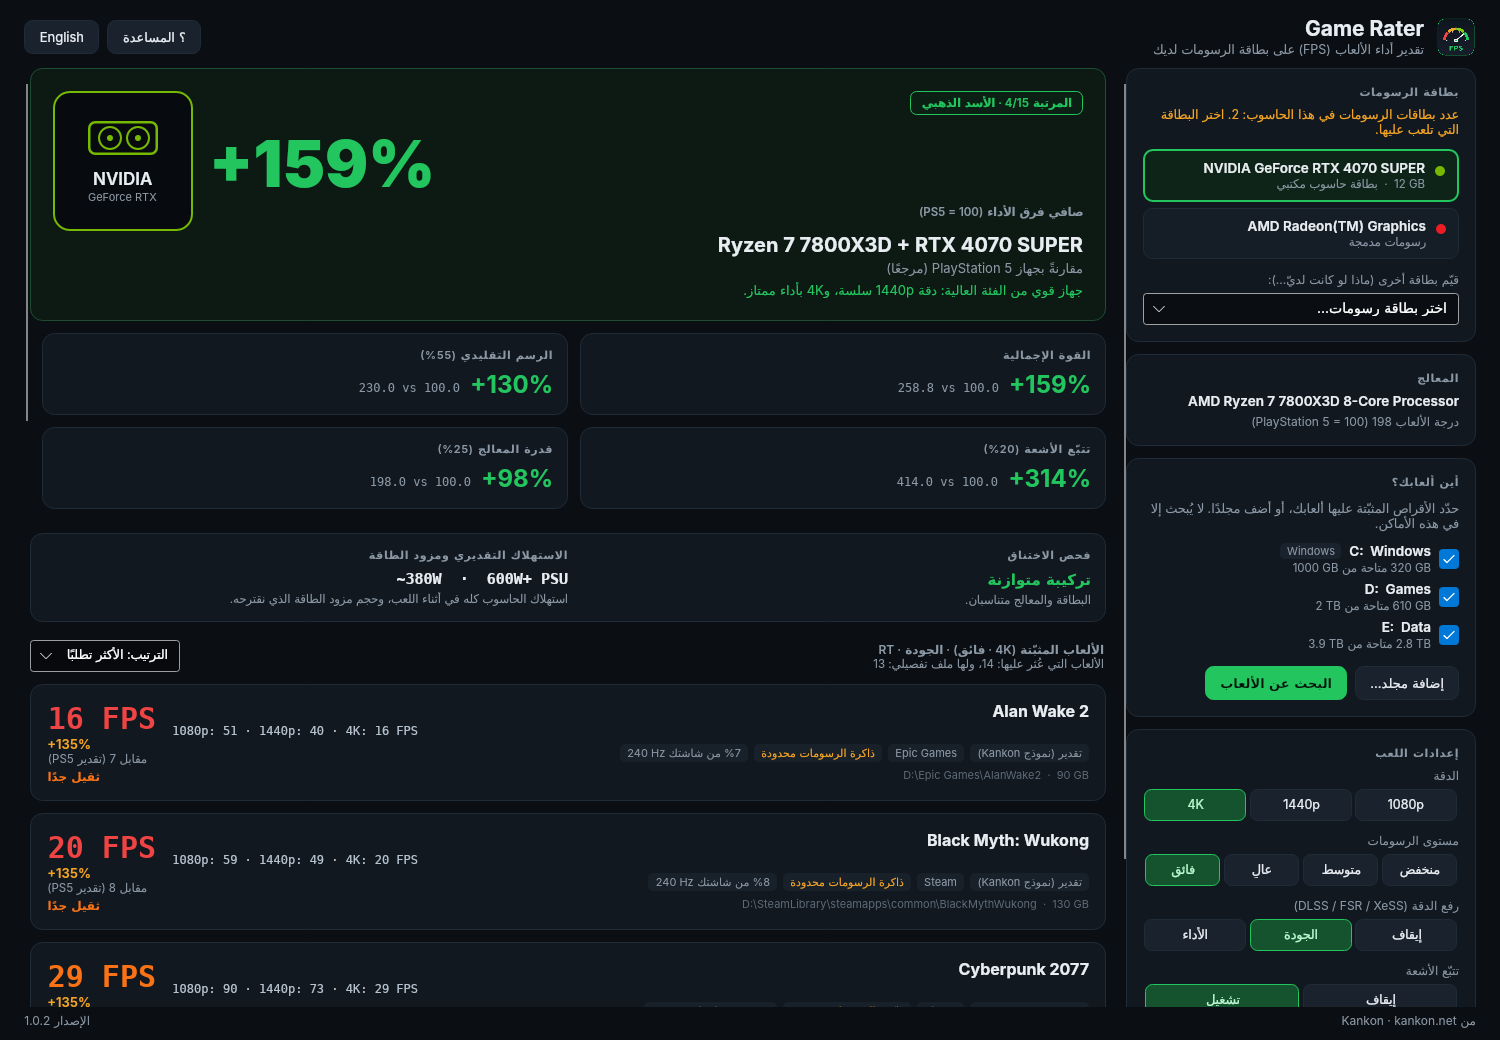 Game Rater
تقدير أداء الألعاب (FPS) على بطاقة الرسومات لديك
FPS
؟ المساعدة
English
بطاقة الرسومات
عدد بطاقات الرسومات في هذا الحاسوب: 2. اختر البطاقة
التي تلعب عليها.
NVIDIA GeForce RTX 4070 SUPER
12 GB · بطاقة حاسوب مكتبي
AMD Radeon(TM) Graphics
رسومات مدمجة
قيّم بطاقة أخرى (ماذا لو كانت لديّ...):
اختر بطاقة رسومات...
المعالج
AMD Ryzen 7 7800X3D 8-Core Processor
درجة الألعاب 198 (PlayStation 5 = 100)
أين ألعابك؟
حدّد الأقراص المثبّتة عليها ألعابك، أو أضف مجلدًا. لا يُبحث إلا
في هذه الأماكن.
C: Windows Windows
320 GB متاحة من 1000 GB
D: Games
610 GB متاحة من 2 TB
E: Data
2.8 TB متاحة من 3.9 TB
إضافة مجلد...
البحث عن الألعاب
إعدادات اللعب
الدقة
1080p
1440p
4K
مستوى الرسومات
منخفض
متوسط
عالٍ
فائق
رفع الدقة (DLSS / FSR / XeSS)
إيقاف
الجودة
الأداء
تتبّع الأشعة
إيقاف
تشغيل
المرتبة 4/15 · الأسد الذهبي
+159%
NVIDIA
GeForce RTX
صافي فرق الأداء (PS5 = 100)
Ryzen 7 7800X3D + RTX 4070 SUPER
مقارنةً بجهاز PlayStation 5 (مرجعًا)
جهاز قوي من الفئة العالية: دقة 1440p سلسة، و4K بأداء ممتاز.
القوة الإجمالية
+159% 258.8 vs 100.0
الرسم التقليدي (55%)
+130% 230.0 vs 100.0
تتبّع الأشعة (20%)
+314% 414.0 vs 100.0
قدرة المعالج (25%)
+98% 198.0 vs 100.0
فحص الاختناق
تركيبة متوازنة
البطاقة والمعالج متناسبان.
الاستهلاك التقديري ومزود الطاقة
~380W · 600W+ PSU
استهلاك الحاسوب كله في أثناء اللعب، وحجم مزود الطاقة الذي نقترحه.
الألعاب المثبّتة (4K · فائق) · الجودة · RT
الألعاب التي عُثر عليها: 14، ولها ملف تفصيلي: 13
الترتيب: الأكثر تطلبًا
Alan Wake 2
تقدير (نموذج Kankon)
Epic Games
ذاكرة الرسومات محدودة
7% من شاشتك 240 Hz
D:\Epic Games\AlanWake2 · 90 GB
1080p: 51 · 1440p: 40 · 4K: 16 FPS
16 FPS
+135%
مقابل 7 (تقدير PS5)
ثقيل جدًا
Black Myth: Wukong
تقدير (نموذج Kankon)
Steam
ذاكرة الرسومات محدودة
8% من شاشتك 240 Hz
D:\SteamLibrary\steamapps\common\BlackMythWukong · 130 GB
1080p: 59 · 1440p: 49 · 4K: 20 FPS
20 FPS
+135%
مقابل 8 (تقدير PS5)
ثقيل جدًا
Cyberpunk 2077
1080p: 90 · 1440p: 73 · 4K: 29 FPS
29 FPS
+135%
من Kankon · kankon.net
الإصدار 1.0.2